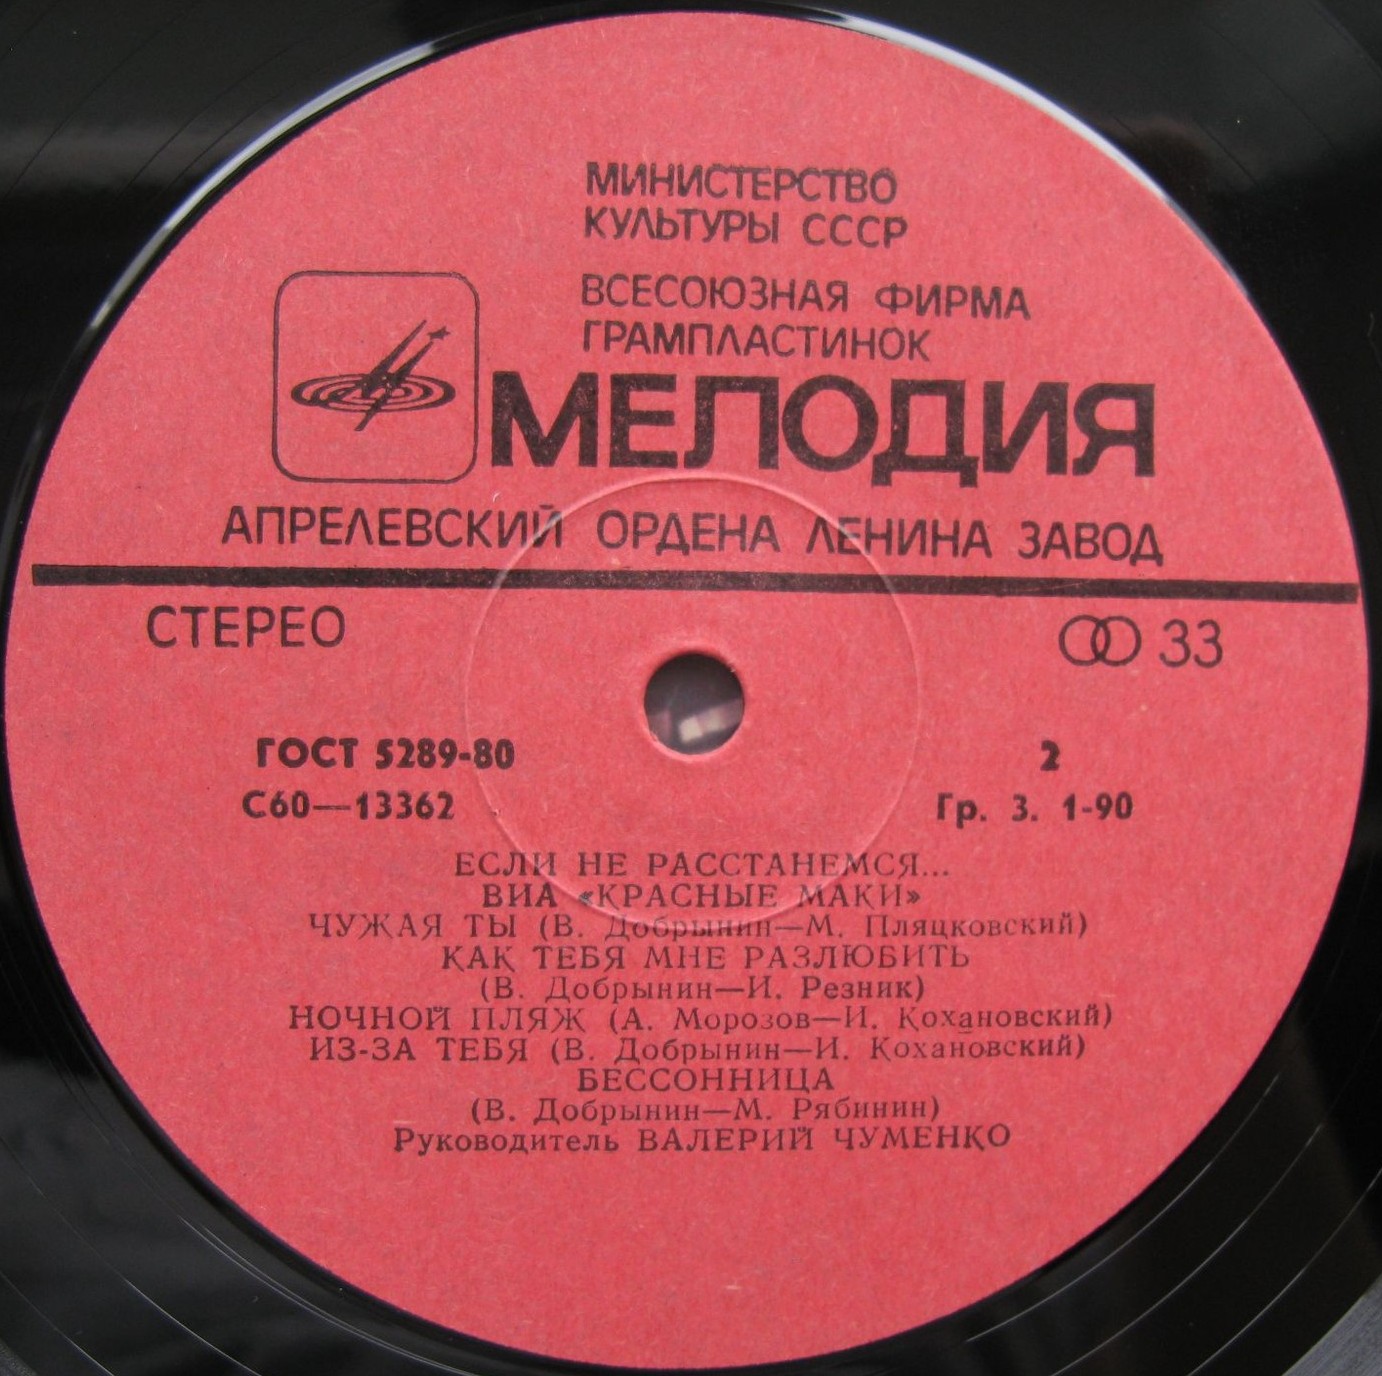 МИНИСТЕРСТВО
КУЛЬТУРЫ СССР
ВСЕСОЮЗНАЯ ФИРМА
ГРАМПЛАСТИНОК
МЕЛОДИЯ
АПРЕЛЕВСКИЙ ОРДЕНА ЛЕНИНА ЗАВОД
СТЕРЕО
33
ГОСТ 5289-80
2
С60—13362
Гр. 3. 1-90
ЕСЛИ НЕ РАССТАНЕМСЯ...
ВИА «КРАСНЫЕ МАКИ»
ЧУЖАЯ ТЫ (В. Добрынин—М. Пляцковский)
КАК ТЕБЯ МНЕ РАЗЛЮБИТЬ
(В. Добрынин—И. Резник)
НОЧНОЙ ПЛЯЖ (А. Морозов—И. Кохановский)
ИЗ-ЗА ТЕБЯ (В. Добрынин—И. Кохановский)
БЕССОННИЦА
(В. Добрынин—М. Рябинин)
Руководитель ВАЛЕРИЙ ЧУМЕНКО